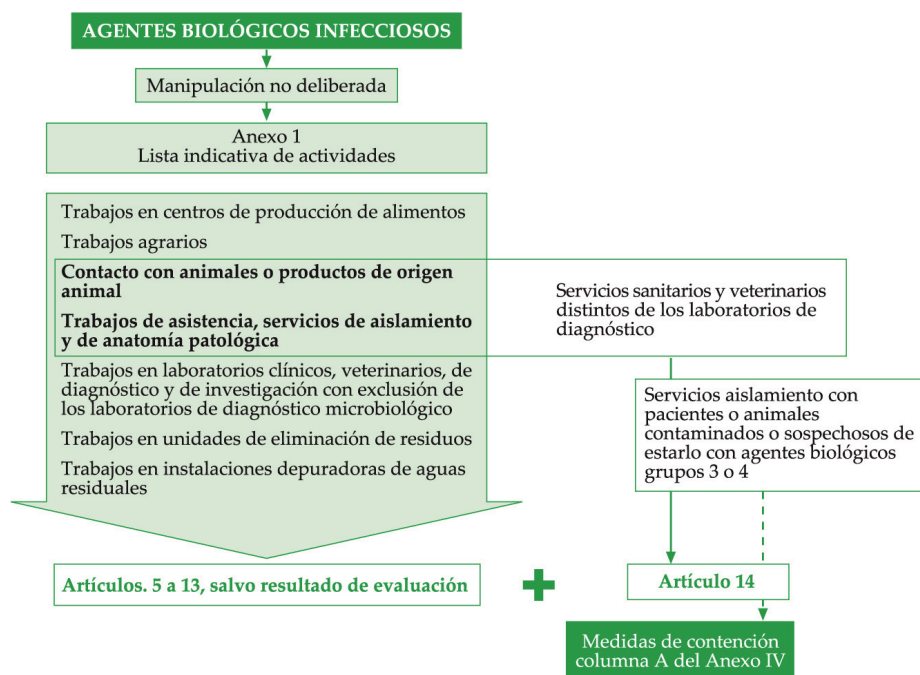 AGENTES BIOLÓGICOS INFECCIOSOS
Manipulación no deliberada
Anexo 1
Lista indicativa de actividades
Trabajos en centros de producción de alimentos
Trabajos agrarios
Contacto con animales o productos de origen
animal
Trabajos de asistencia, servicios de aislamiento
y de anatomía patológica
Servicios sanitarios y veterinarios
distintos de los laboratorios de
diagnóstico
Trabajos en laboratorios clínicos, veterinarios, de
diagnóstico y de investigación con exclusión de
los laboratorios de diagnóstico microbiológico
Trabajos en unidades de eliminación de residuos
Trabajos en instalaciones depuradoras de aguas
residuales
Servicios aislamiento con
pacientes o animales
contaminados o sospechosos de
estarlo con agentes biológicos
grupos 3 o 4
Artículos. 5 a 13, salvo resultado de evaluación
Artículo 14
Medidas de contención
columna A del Anexo IV